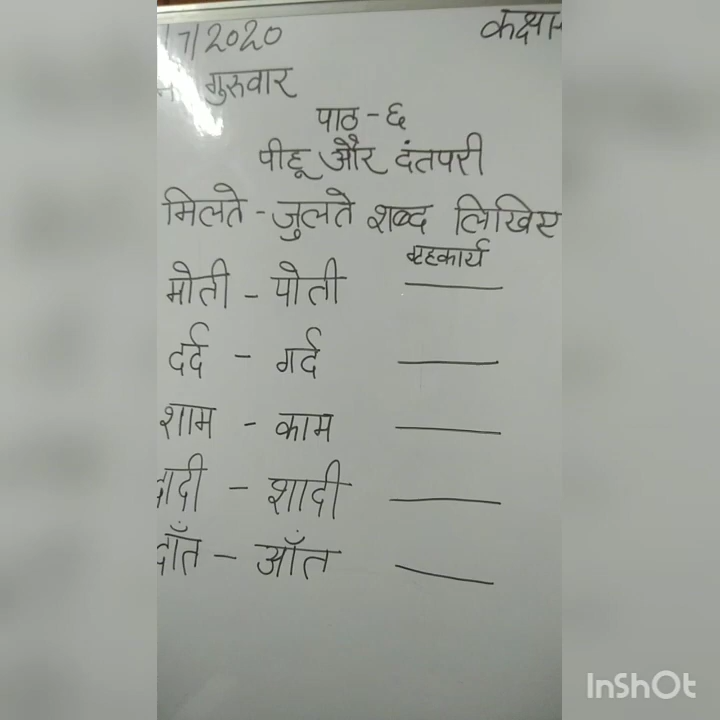 /7/2020
कक्षा-
गुरुवार
पाठ - ६
पीहू और दंतपरी
मिलते - जुलते शब्द लिखिए
गृहकार्य
मोती - पोती
दर्द - गर्द
शाम - काम
दादी - शादी
दाँत - आँत
InShOt